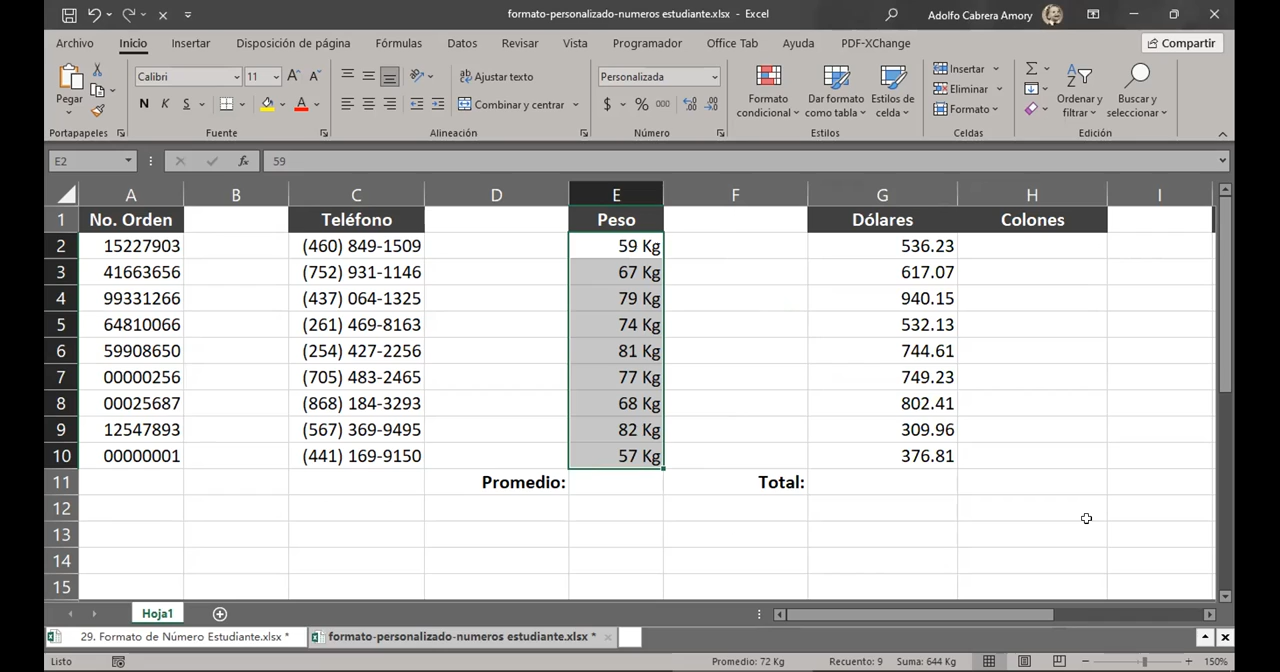 formato-personalizado-numeros estudiante.xlsx - Excel
Adolfo Cabrera Amory
Archivo Inicio Insertar Disposición de página Fórmulas Datos Revisar Vista Programador Office Tab Ayuda PDF-XChange Compartir
Pegar
Calibri 11
N K S
Ajustar texto
Combinar y centrar
Personalizada
$ % 000
Formato condicional
Dar formato como tabla
Estilos de celda
Insertar
Eliminar
Formato
Ordenar y filtrar
Buscar y seleccionar
Portapapeles Fuente Alineación Número Estilos Celdas Edición
E2 fx 59
A B C D E F G H I
1 No. Orden Teléfono Peso Dólares Colones
2 15227903 (460) 849-1509 59 Kg 536.23
3 41663656 (752) 931-1146 67 Kg 617.07
4 99331266 (437) 064-1325 79 Kg 940.15
5 64810066 (261) 469-8163 74 Kg 532.13
6 59908650 (254) 427-2256 81 Kg 744.61
7 00000256 (705) 483-2465 77 Kg 749.23
8 00025687 (868) 184-3293 68 Kg 802.41
9 12547893 (567) 369-9495 82 Kg 309.96
10 00000001 (441) 169-9150 57 Kg 376.81
11 Promedio: Total:
12
13
14
15
Hoja1
29. Formato de Número Estudiante.xlsx * formato-personalizado-numeros estudiante.xlsx *
Listo Promedio: 72 Kg Recuento: 9 Suma: 644 Kg 150%